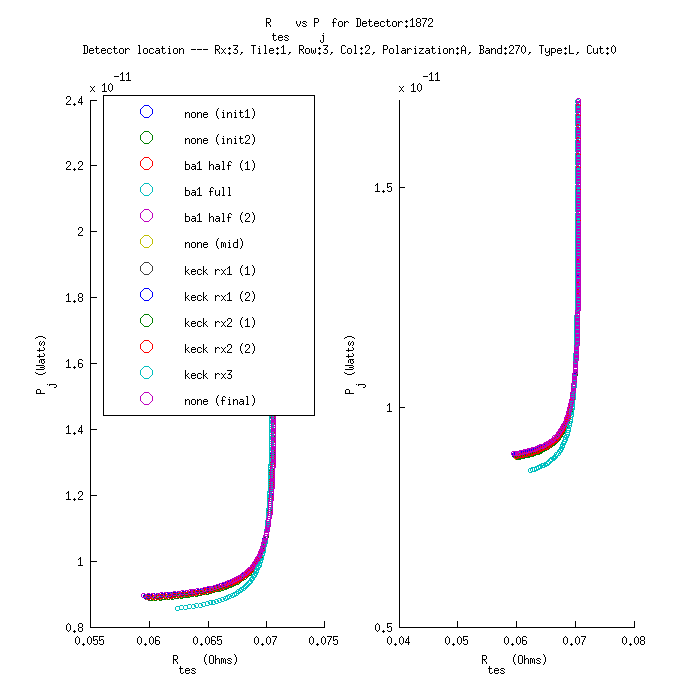 R tes vs P j for Detector:1872
Detector location --- Rx:3, Tile:1, Row:3, Col:2, Polarization:A, Band:270, Type:L, Cut:0
x 10^-11
x 10^-11
2.4
2.2
2
1.8
1.6
1.4
1.2
1
0.8
P j (Watts)
none (init1)
none (init2)
ba1 half (1)
ba1 full
ba1 half (2)
none (mid)
keck rx1 (1)
keck rx1 (2)
keck rx2 (1)
keck rx2 (2)
keck rx3
none (final)
0.055 0.06 0.065 0.07 0.075
R tes (Ohms)
1.5
1
0.5
P j (Watts)
0.04 0.05 0.06 0.07 0.08
R tes (Ohms)